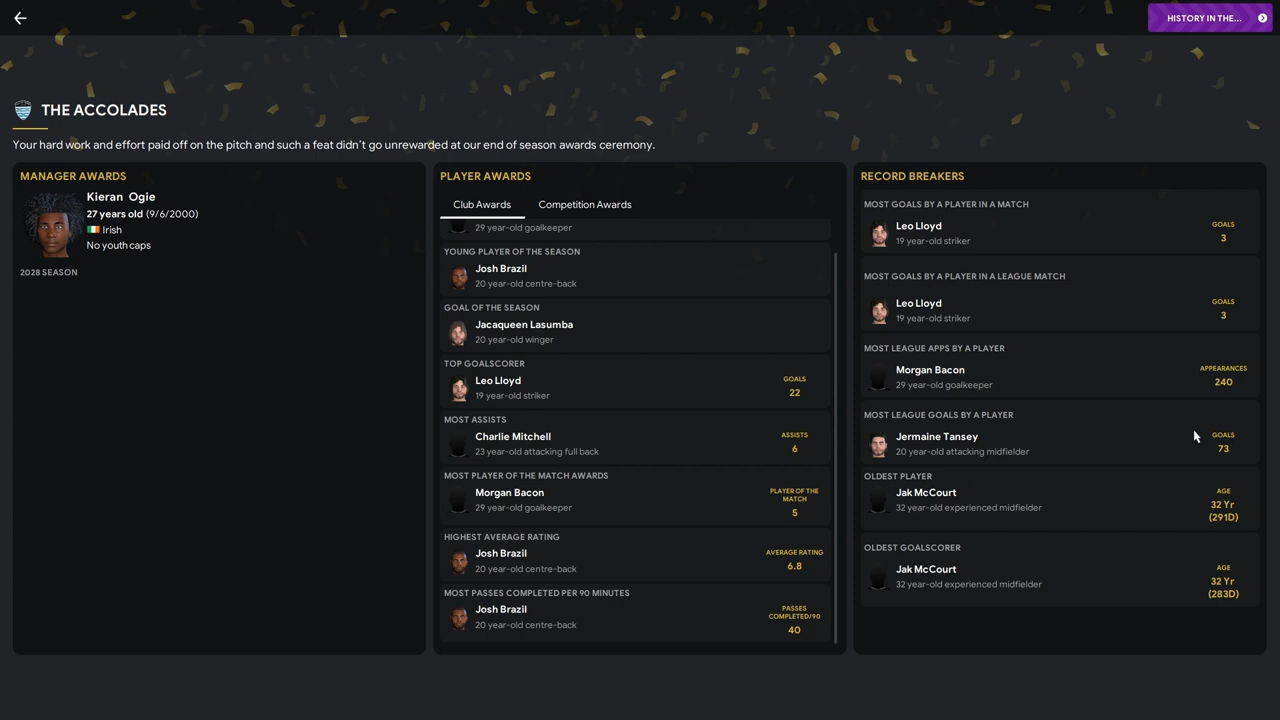 HISTORY IN THE...
THE ACCOLADES
Your hard work and effort paid off on the pitch and such a feat didn't go unrewarded at our end of season awards ceremony.
MANAGER AWARDS
Kieran Ogie
27 years old (9/6/2000)
Irish
No youth caps
2028 SEASON
PLAYER AWARDS
Club Awards
Competition Awards
29 year-old goalkeeper
YOUNG PLAYER OF THE SEASON
Josh Brazil
20 year-old centre-back
GOAL OF THE SEASON
Jacaqueen Lasumba
20 year-old winger
TOP GOALSCORER
Leo Lloyd
19 year-old striker
GOALS
22
MOST ASSISTS
Charlie Mitchell
23 year-old attacking full back
ASSISTS
6
MOST PLAYER OF THE MATCH AWARDS
Morgan Bacon
29 year-old goalkeeper
PLAYER OF THE
MATCH
5
HIGHEST AVERAGE RATING
Josh Brazil
20 year-old centre-back
AVERAGE RATING
6.8
MOST PASSES COMPLETED PER 90 MINUTES
Josh Brazil
20 year-old centre-back
PASSES
COMPLETED/90
40
RECORD BREAKERS
MOST GOALS BY A PLAYER IN A MATCH
Leo Lloyd
19 year-old striker
GOALS
3
MOST GOALS BY A PLAYER IN A LEAGUE MATCH
Leo Lloyd
19 year-old striker
GOALS
3
MOST LEAGUE APPS BY A PLAYER
Morgan Bacon
29 year-old goalkeeper
APPEARANCES
240
MOST LEAGUE GOALS BY A PLAYER
Jermaine Tansey
20 year-old attacking midfielder
GOALS
73
OLDEST PLAYER
Jak McCourt
32 year-old experienced midfielder
AGE
32 Yr
(291D)
OLDEST GOALSCORER
Jak McCourt
32 year-old experienced midfielder
AGE
32 Yr
(283D)